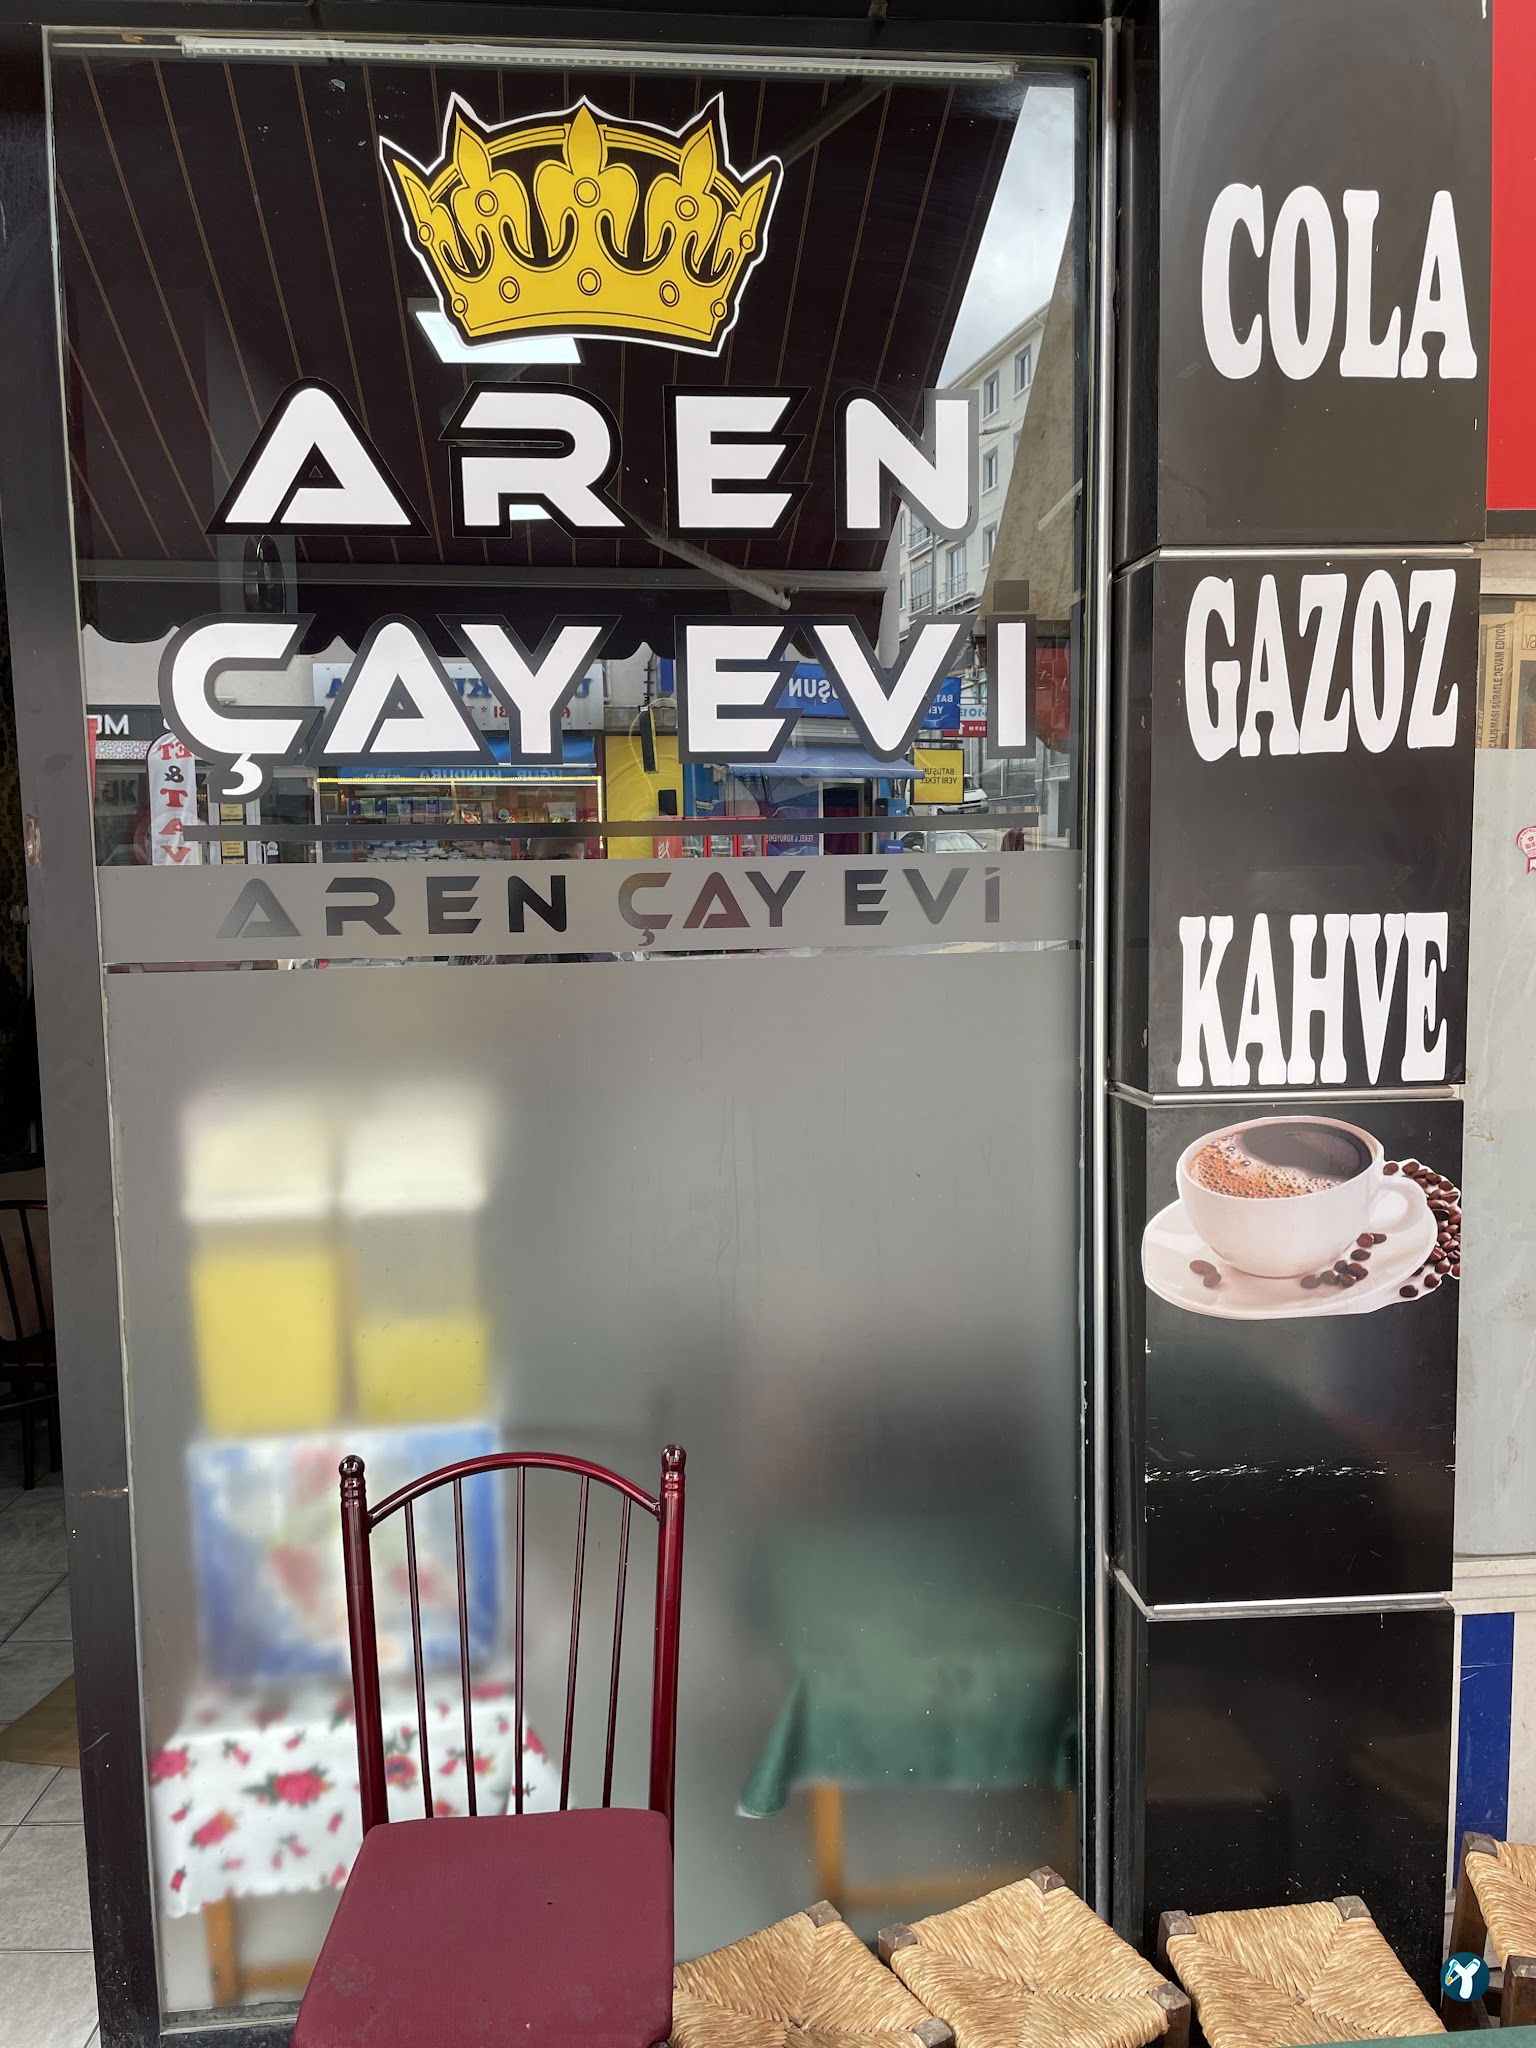 AREN
ÇAY EVİ
AREN ÇAY EVİ
COLA
GAZOZ
KAHVE